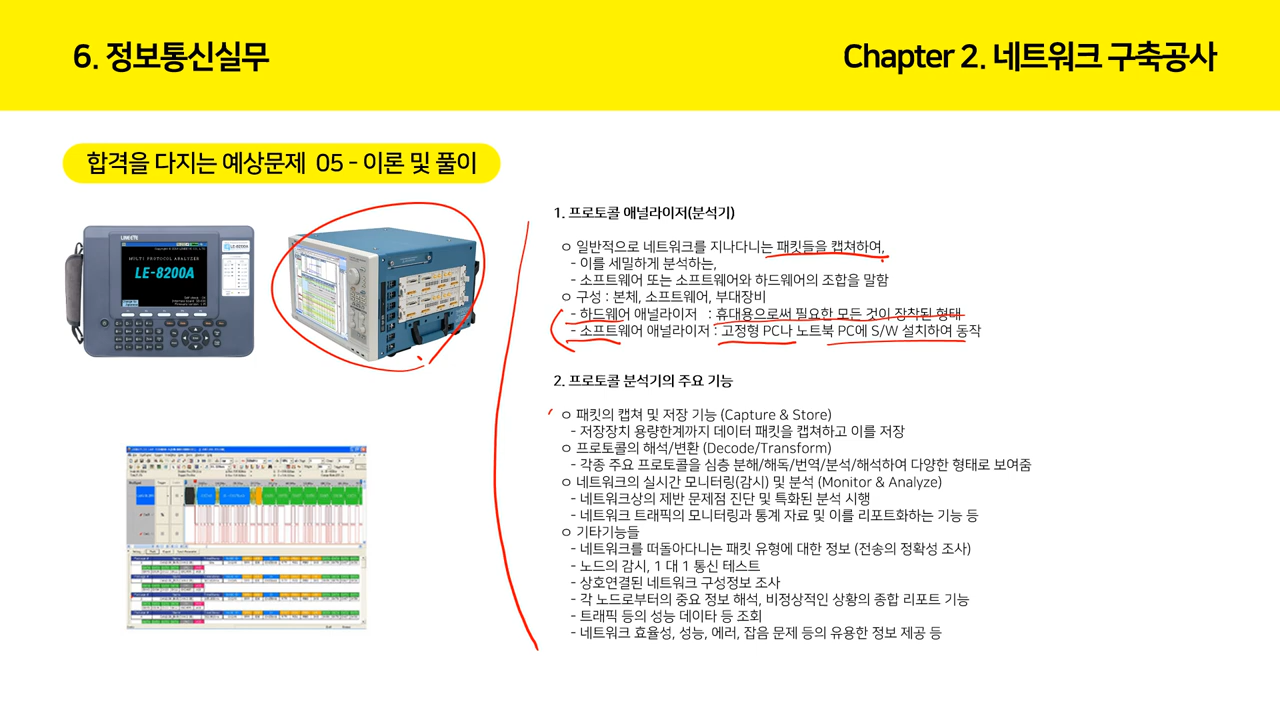 6. 정보통신실무
Chapter 2. 네트워크 구축공사
합격을 다지는 예상문제 05 - 이론 및 풀이
LINEEYE
LE-8200A
MULTI PROTOCOL ANALYZER
LE-8200A
1. 프로토콜 애널라이저(분석기)
ㅇ 일반적으로 네트워크를 지나다니는 패킷들을 캡쳐하여,
- 이를 세밀하게 분석하는,
- 소프트웨어 또는 소프트웨어와 하드웨어의 조합을 말함
ㅇ 구성 : 본체, 소프트웨어, 부대장비
- 하드웨어 애널라이저 : 휴대용으로써 필요한 모든 것이 장착된 형태
- 소프트웨어 애널라이저 : 고정형 PC나 노트북 PC에 S/W 설치하여 동작
2. 프로토콜 분석기의 주요 기능
ㅇ 패킷의 캡쳐 및 저장 기능 (Capture & Store)
- 저장장치 용량한계까지 데이터 패킷을 캡쳐하고 이를 저장
ㅇ 프로토콜의 해석/변환 (Decode/Transform)
- 각종 주요 프로토콜을 심층 분해/해독/번역/분석/해석하여 다양한 형태로 보여줌
ㅇ 네트워크의 실시간 모니터링(감시) 및 분석 (Monitor & Analyze)
- 네트워크상의 제반 문제점 진단 및 특화된 분석 시행
- 네트워크 트래픽의 모니터링과 통계 자료 및 이를 리포트화하는 기능 등
ㅇ 기타기능들
- 네트워크를 떠돌아다니는 패킷 유형에 대한 정보 (전송의 정확성 조사)
- 노드의 감시, 1 대 1 통신 테스트
- 상호연결된 네트워크 구성정보 조사
- 각 노드로부터의 중요 정보 해석, 비정상적인 상황의 종합 리포트 기능
- 트래픽 등의 성능 데이타 등 조회
- 네트워크 효율성, 성능, 에러, 잡음 문제 등의 유용한 정보 제공 등